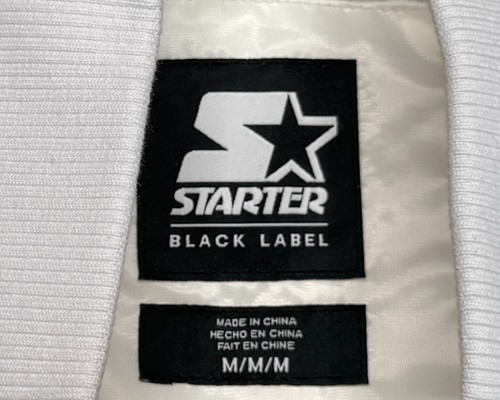 STARTER
BLACK LABEL
MADE IN CHINA
HECHO EN CHINA
FAIT EN CHINE
M/M/M